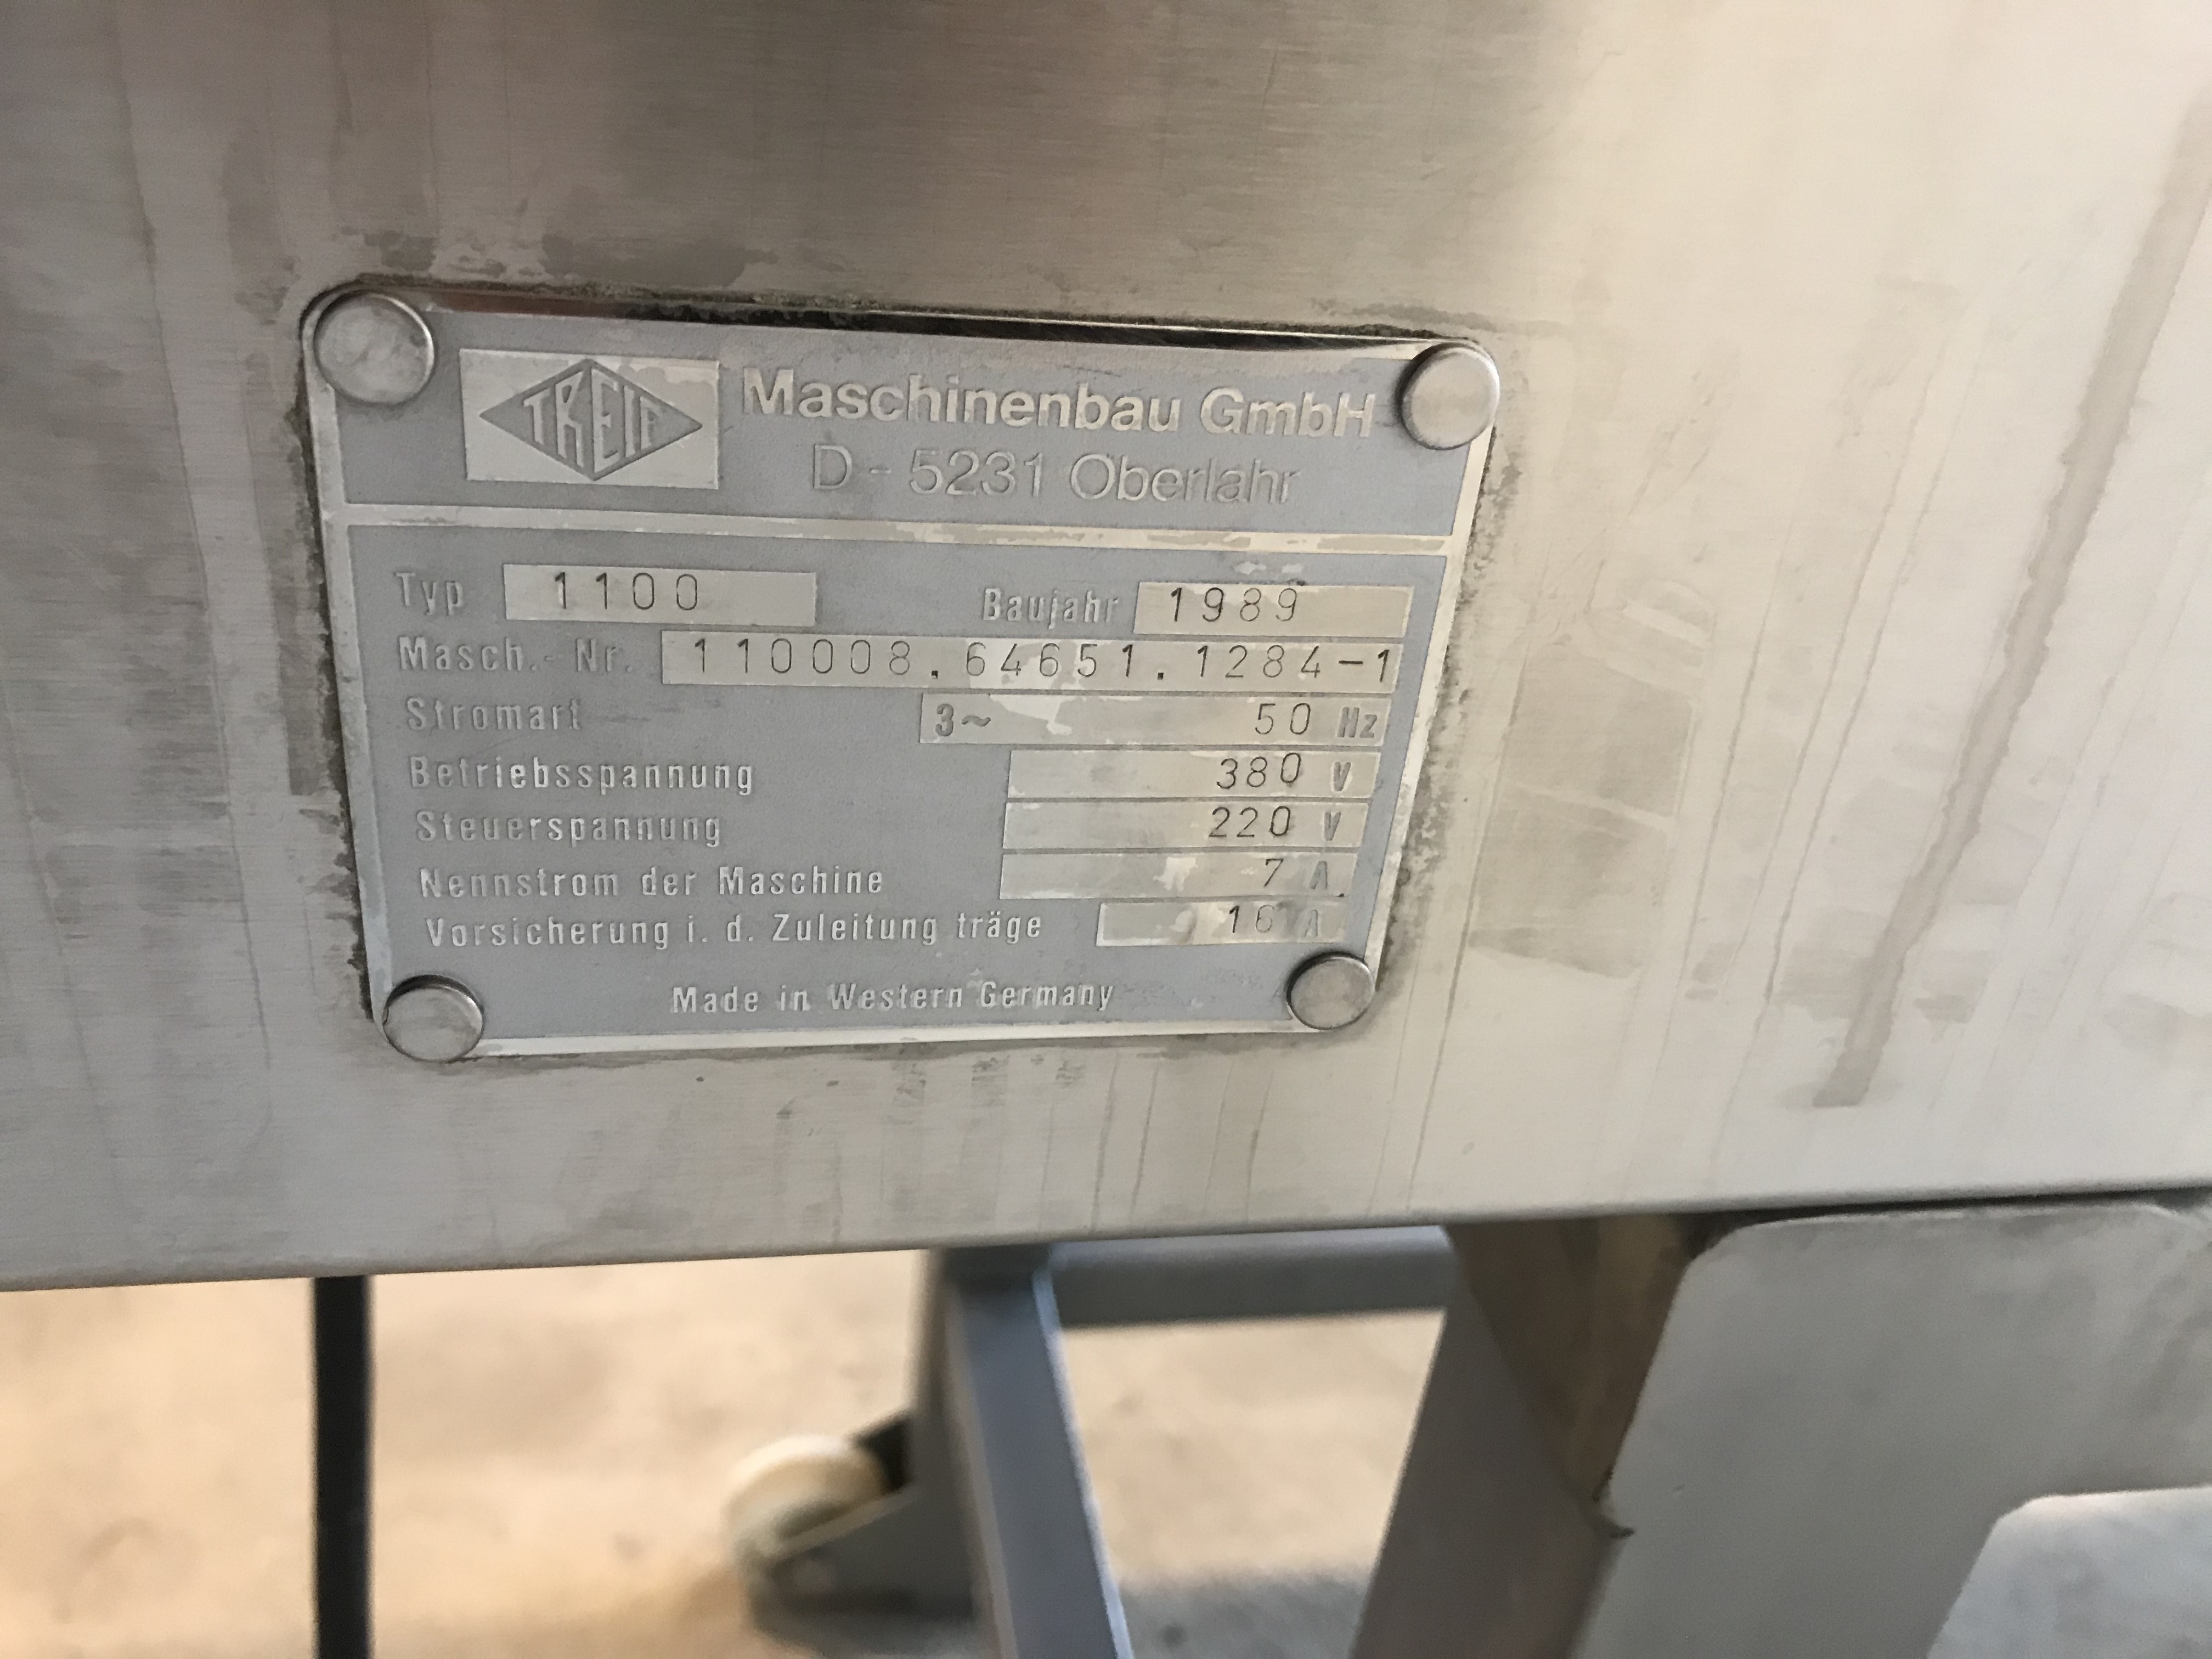 TREIF Maschinenbau GmbH
D - 5231 Oberlahr
Typ 1100 Baujahr 1989
Masch.-Nr. 110008.64651.1284-1
Stromart 3~ 50 Hz
Betriebsspannung 380 V
Steuerspannung 220 V
Nennstrom der Maschine 7 A
Vorsicherung i. d. Zuleitung träge 16 A
Made in Western Germany